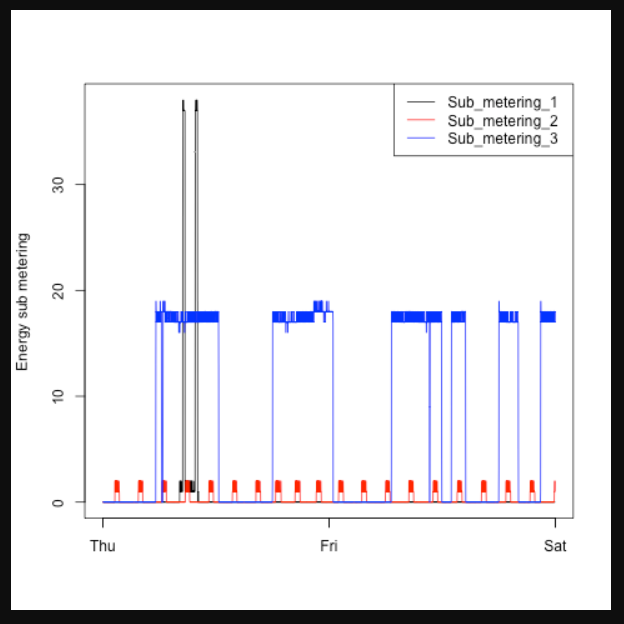 Sub_metering_1
Sub_metering_2
Sub_metering_3
Energy sub metering
30
20
10
0
Thu Fri Sat